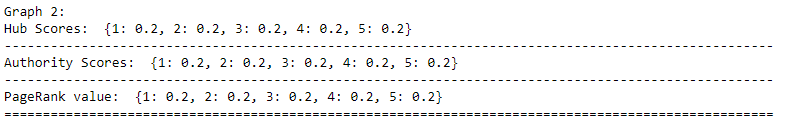 Graph 2:
Hub Scores:  {1: 0.2, 2: 0.2, 3: 0.2, 4: 0.2, 5: 0.2}
----------------------------------------------------------------------------------------------------
Authority Scores:  {1: 0.2, 2: 0.2, 3: 0.2, 4: 0.2, 5: 0.2}
----------------------------------------------------------------------------------------------------
PageRank value:  {1: 0.2, 2: 0.2, 3: 0.2, 4: 0.2, 5: 0.2}
====================================================================================================